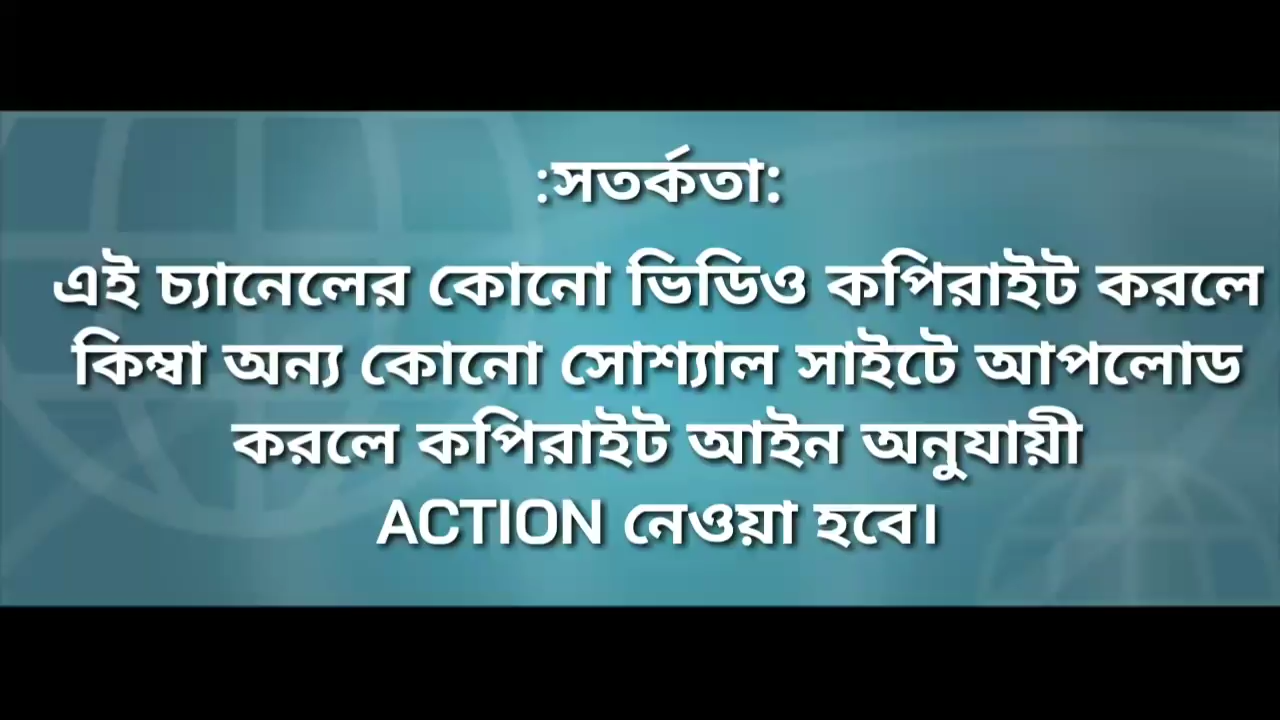 :সতর্কতা:
এই চ্যানেলের কোনো ভিডিও কপিরাইট করলে
কিম্বা অন্য কোনো সোশ্যাল সাইটে আপলোড
করলে কপিরাইট আইন অনুযায়ী
ACTION নেওয়া হবে।